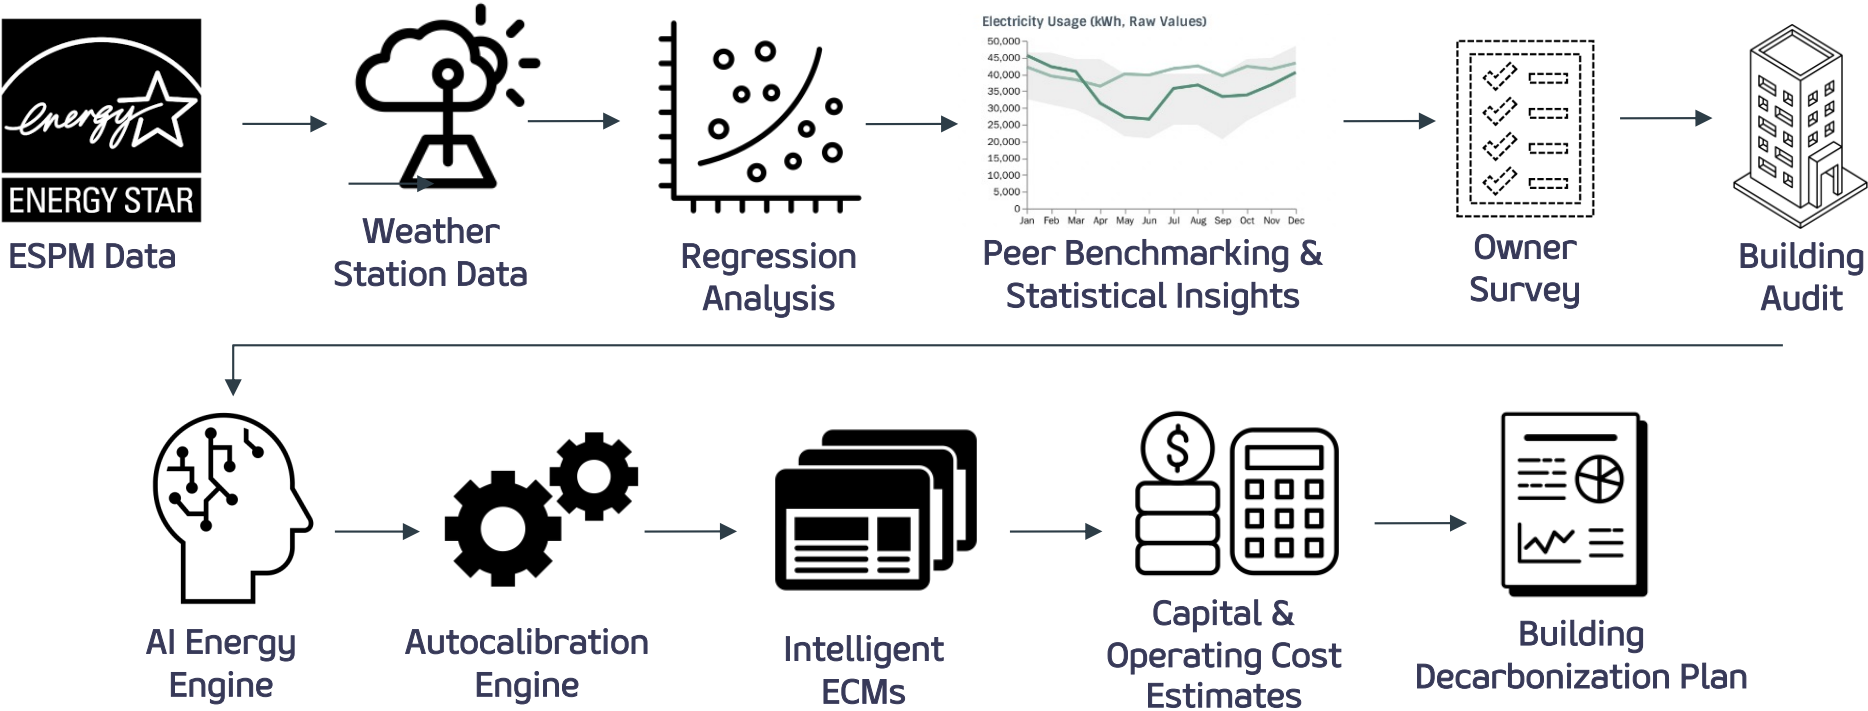 energy
ENERGY STAR
ESPM Data
Weather
Station Data
Regression
Analysis
Electricity Usage (kWh, Raw Values)
50,000
45,000
40,000
35,000
30,000
25,000
20,000
15,000
10,000
5,000
0
Jan Feb Mar Apr May Jun Jul Aug Sep Oct Nov Dec
Peer Benchmarking &
Statistical Insights
Owner
Survey
Building
Audit
AI Energy
Engine
Autocalibration
Engine
Intelligent
ECMs
$
Capital &
Operating Cost
Estimates
Building
Decarbonization Plan